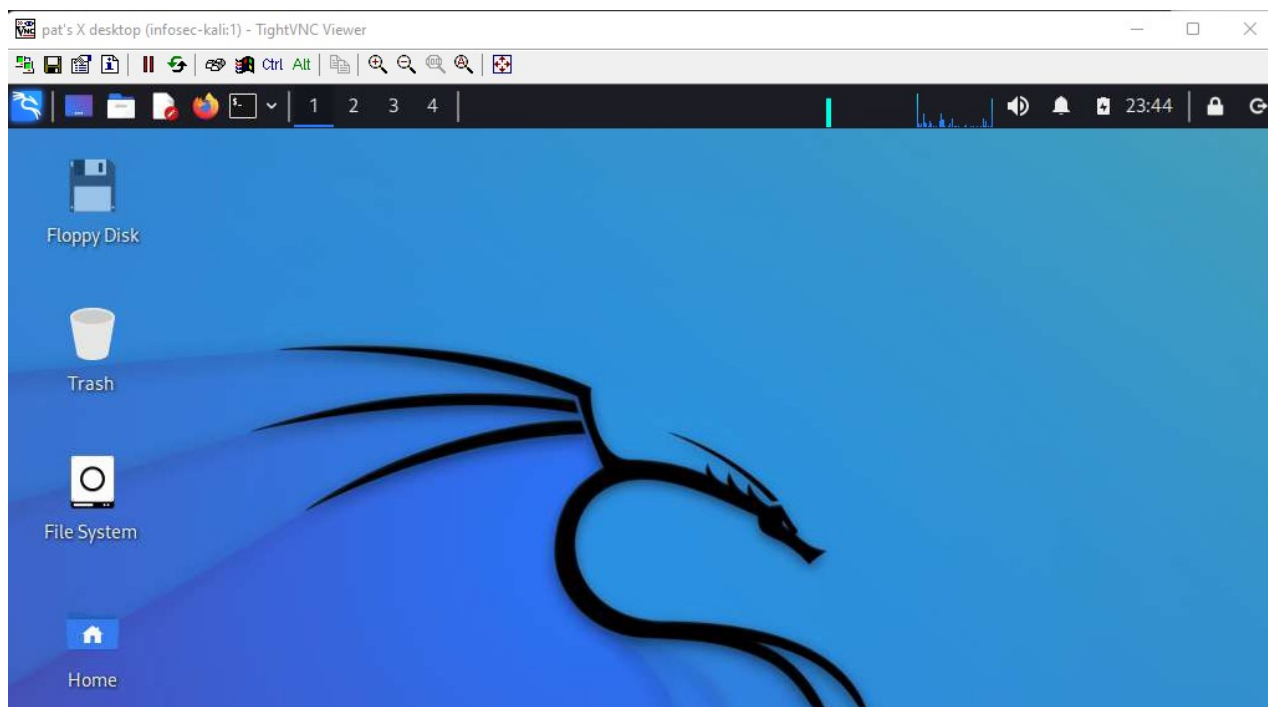 pat's X desktop (infosec-kali:1) - TightVNC Viewer
Ctrl Alt
1 2 3 4 23:44
Floppy Disk
Trash
File System
Home